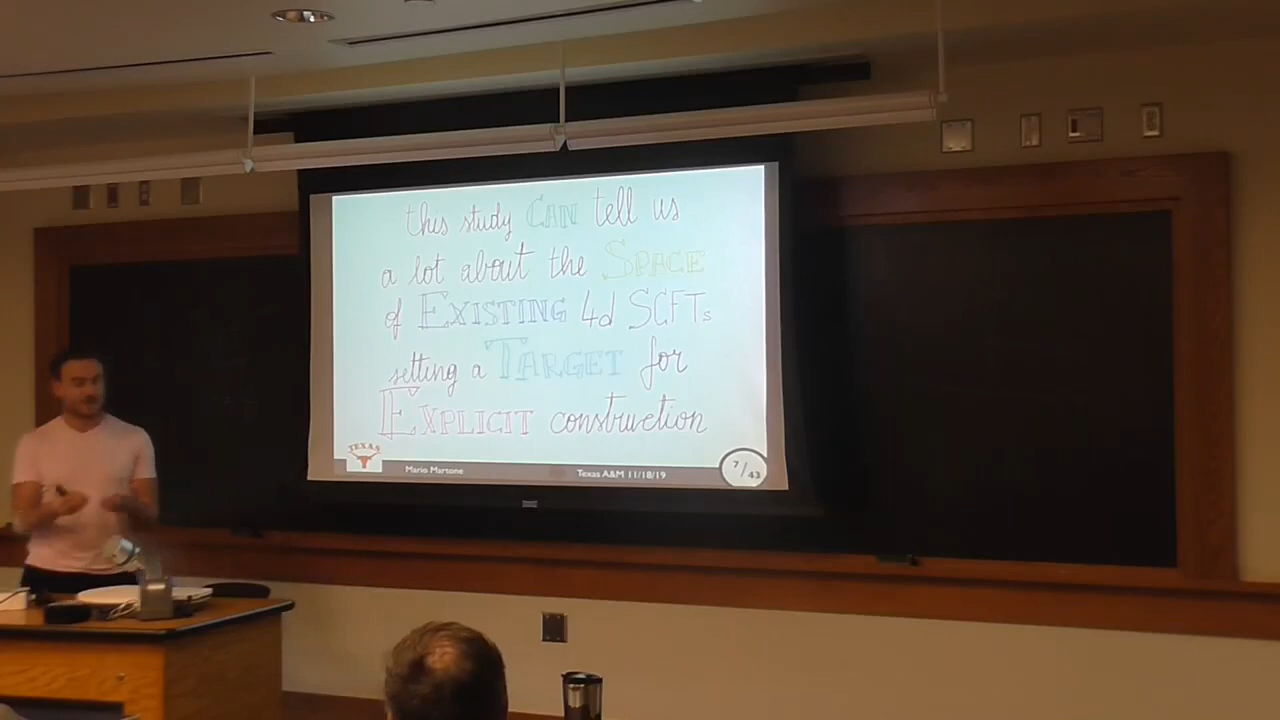 this study CAN tell us
a lot about the SPACE
of EXISTING 4d SCFTs
setting a TARGET for
EXPLICIT construction
TEXAS
Mario Martone
Texas A&M 11/18/19
7/43